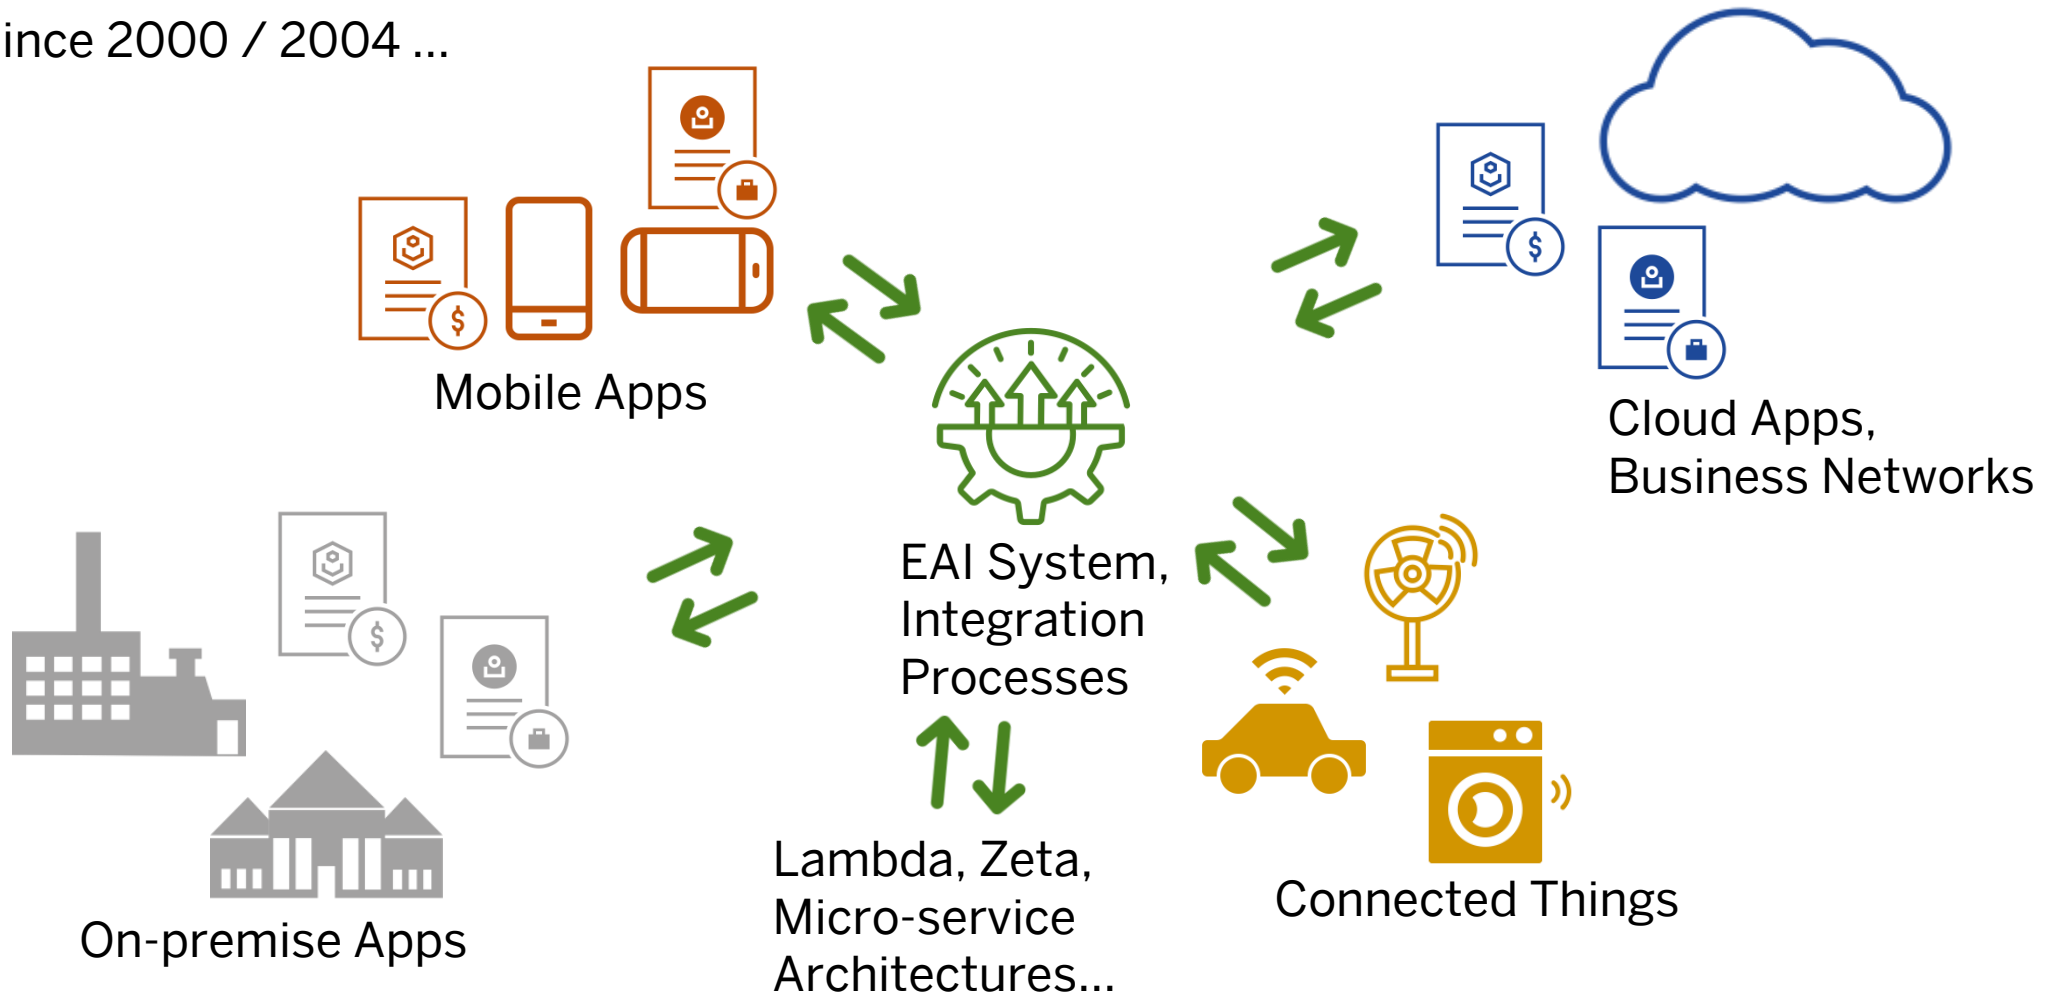 ince 2000 / 2004 ...
Mobile Apps
Cloud Apps,
Business Networks
EAI System,
Integration
Processes
On-premise Apps
Lambda, Zeta,
Micro-service
Architectures...
Connected Things
$
$
$